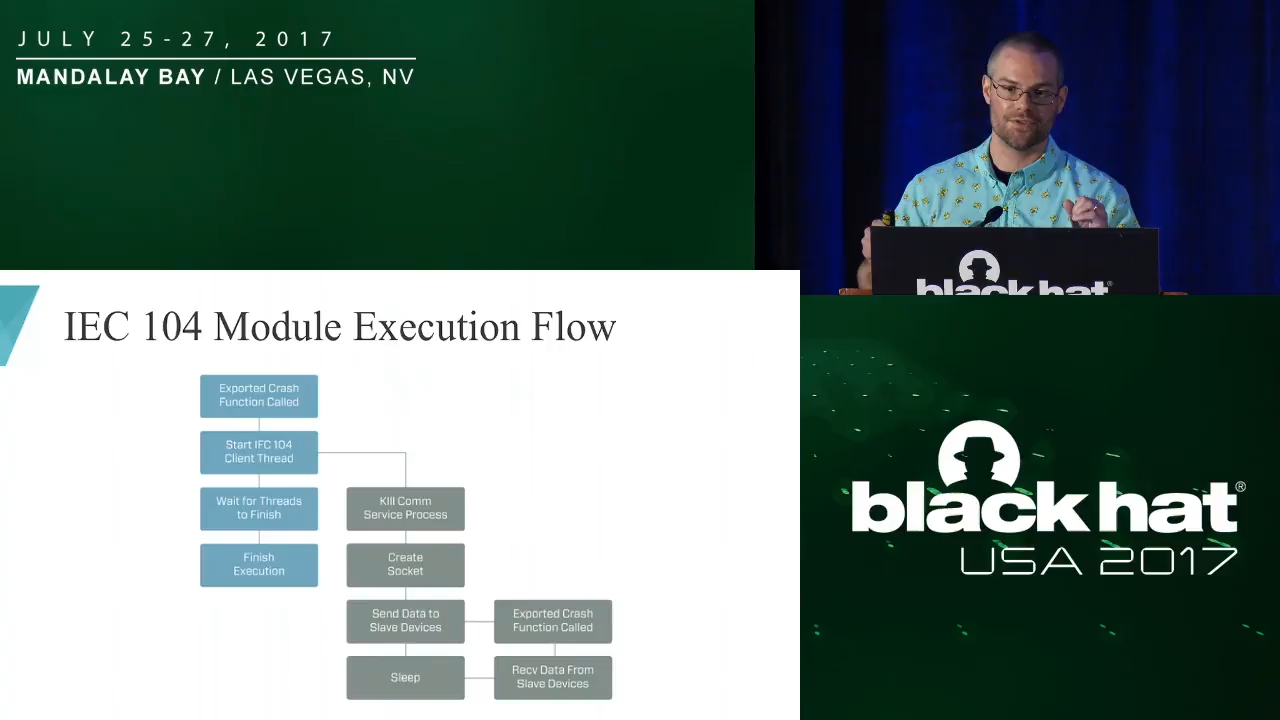 JULY 25-27, 2017
MANDALAY BAY / LAS VEGAS, NV
black hat
IEC 104 Module Execution Flow
Exported Crash
Function Called
Start IFC 104
Client Thread
Wait for Threads
to Finish
Finish
Execution
KIll Comm
Service Process
Create
Socket
Send Data to
Slave Devices
Sleep
Exported Crash
Function Called
Recv Data From
Slave Devices
black hat®
USA 2017